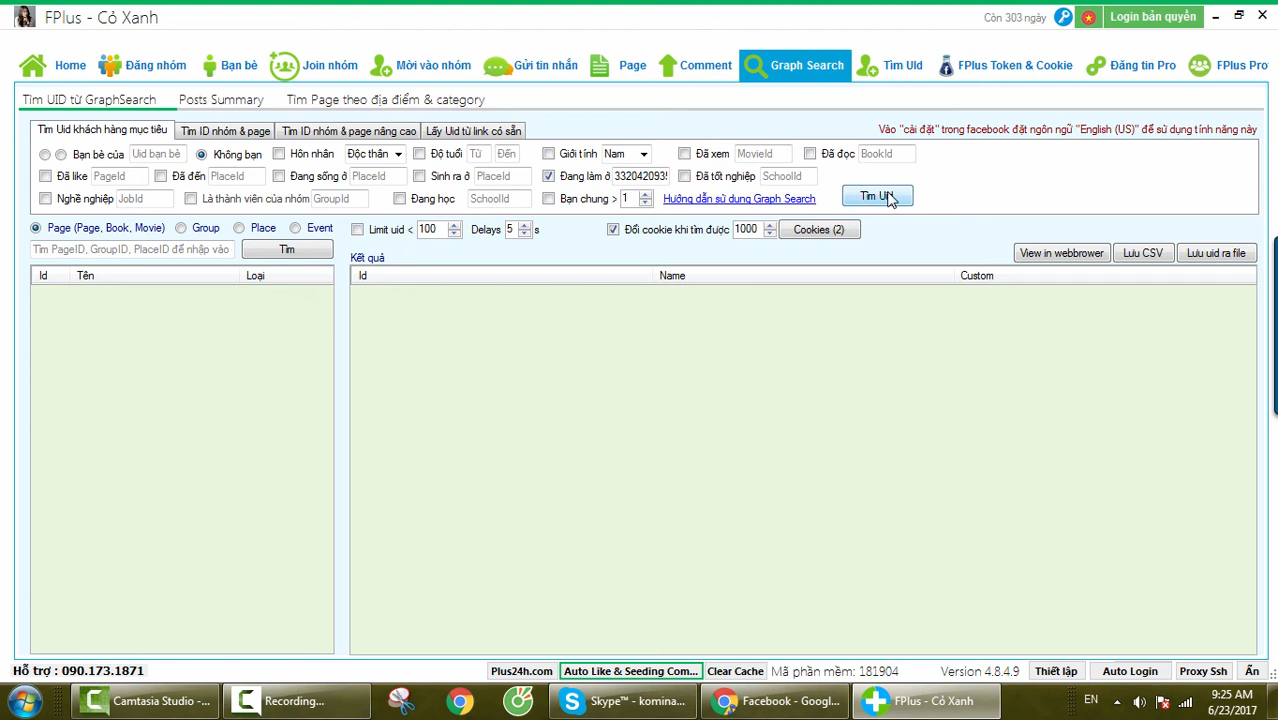 FPlus - Cỏ Xanh
Còn 303 ngày
Login bản quyền
Home
Đăng nhóm
Bạn bè
Join nhóm
Mời vào nhóm
Gửi tin nhắn
Page
Comment
Graph Search
Tìm UId
FPlus Token & Cookie
Đăng tin Pro
FPlus Pro
Tìm UID từ GraphSearch
Posts Summary
Tìm Page theo địa điểm & category
Tìm Uid khách hàng mục tiêu
Tìm ID nhóm & page
Tìm ID nhóm & page nâng cao
Lấy Uid từ link có sẵn
Vào "cài đặt" trong facebook đặt ngôn ngữ "English (US)" để sử dụng tính năng này
Bạn bè của Uid bạn bè Không bạn Hôn nhân Độc thân Độ tuổi Từ Đến Giới tính Nam Đã xem MovieId Đã đọc BookId
Đã like PageId Đã đến PlaceId Đang sống ở PlaceId Sinh ra ở PlaceId Đang làm ở 332042093 Đã tốt nghiệp SchoolId
Nghề nghiệp JobId Là thành viên của nhóm GroupId Đang học SchoolId Bạn chung > 1 Hướng dẫn sử dụng Graph Search
Page (Page, Book, Movie) Group Place Event Limit uid < 100 Delays 5 s Đổi cookie khi tìm được 1000 Cookies (2)
Tìm PageID, GroupID, PlaceID để nhập vào Tìm
Kết quả
View in webbrower Lưu CSV Lưu uid ra file
Id Tên Loại Id Name Custom
Hỗ trợ : 090.173.1871
Plus24h.com
Auto Like & Seeding Com...
Clear Cache
Mã phần mềm: 181904
Version 4.8.4.9
Thiết lập
Auto Login
Proxy Ssh
Ẩn
Camtasia Studio -...
Recording...
Skype™ - komina...
Facebook - Googl...
FPlus - Cỏ Xanh
EN
9:25 AM
6/23/2017